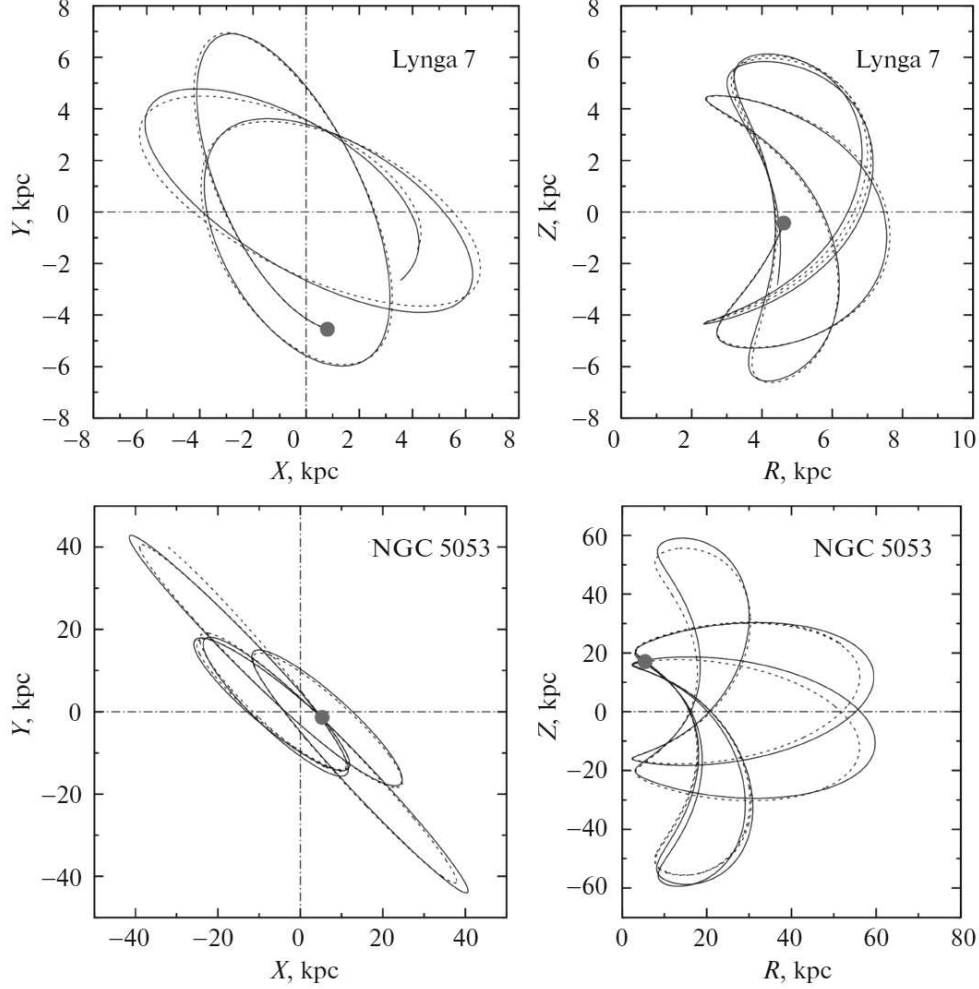 8
6
4
2
0
−2
−4
−6
−8
Y, kpc
Lynga 7
−8 −6 −4 −2 0 2 4 6 8
X, kpc
8
6
4
2
0
−2
−4
−6
−8
Z, kpc
Lynga 7
0 2 4 6 8 10
R, kpc
40
20
0
−20
−40
Y, kpc
NGC 5053
−40 −20 0 20 40
X, kpc
60
40
20
0
−20
−40
−60
Z, kpc
NGC 5053
0 20 40 60 80
R, kpc